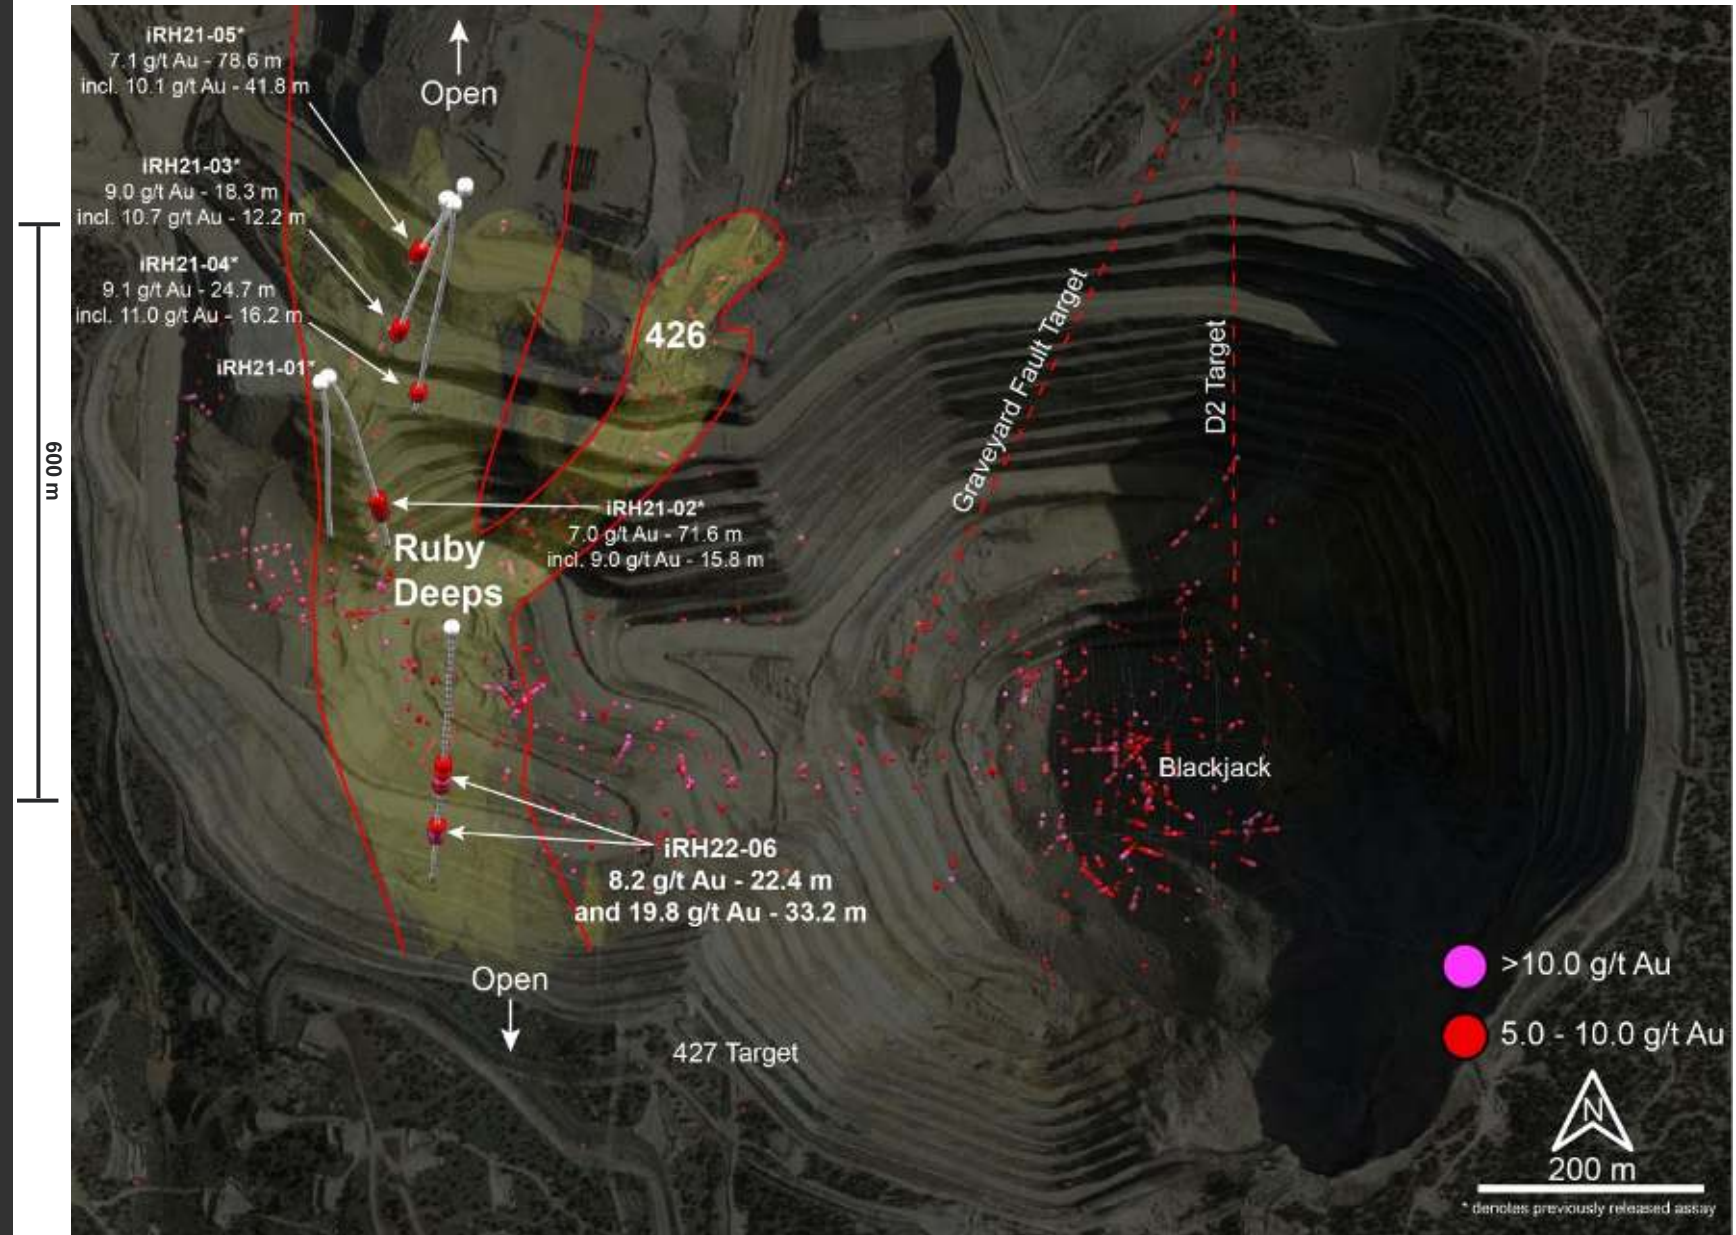 iRH21-05*
7.1 g/t Au - 78.6 m
incl. 10.1 g/t Au - 41.8 m
Open
iRH21-03*
9.0 g/t Au - 18.3 m
incl. 10.7 g/t Au - 12.2 m
iRH21-04*
9.1 g/t Au - 24.7 m
incl. 11.0 g/t Au - 16.2 m
426
iRH21-01*
Graveyard Fault Target
D2 Target
600 m
iRH21-02*
7.0 g/t Au - 71.6 m
incl. 9.0 g/t Au - 15.8 m
Ruby
Deeps
Blackjack
iRH22-06
8.2 g/t Au - 22.4 m
and 19.8 g/t Au - 33.2 m
Open
427 Target
>10.0 g/t Au
5.0 - 10.0 g/t Au
N
200 m
* denotes previously released assay